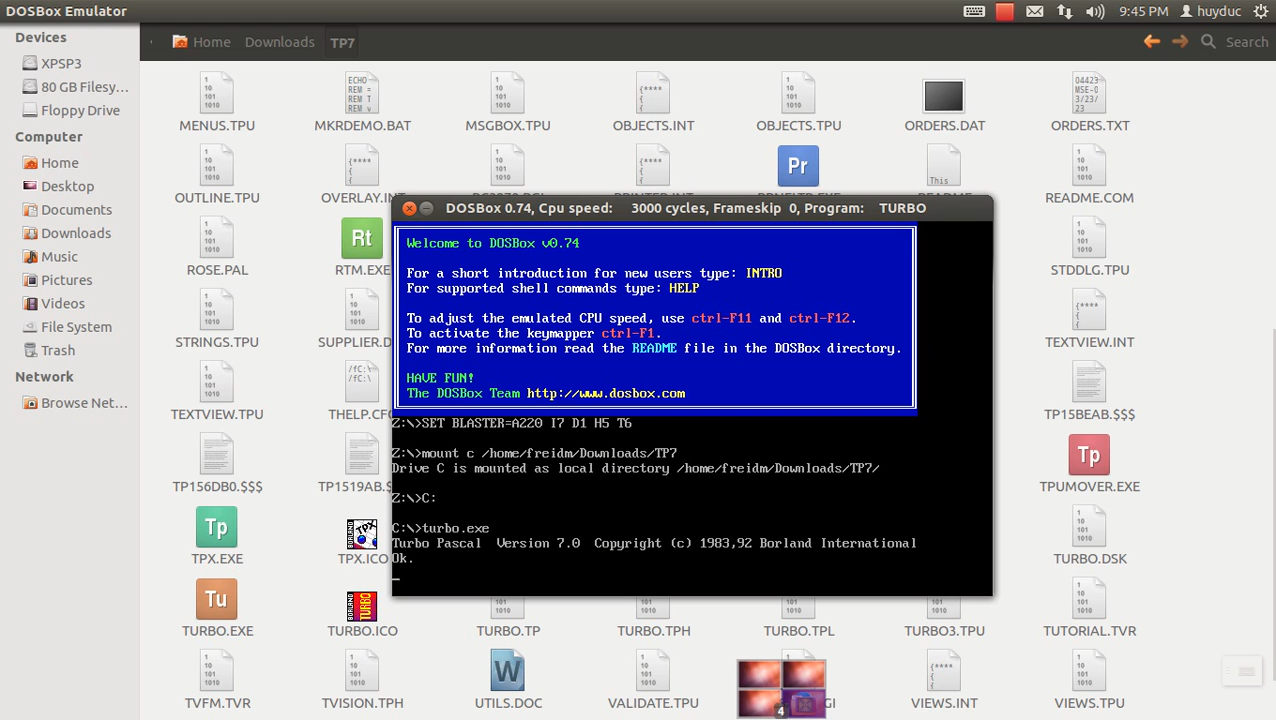 DOSBox Emulator
9:45 PM
huyduc
Devices
XPSP3
80 GB Filesy...
Floppy Drive
Computer
Home
Desktop
Documents
Downloads
Music
Pictures
Videos
File System
Trash
Network
Browse Net...
Home
Downloads
TP7
Search
MENUS.TPU
MKRDEMO.BAT
MSGBOX.TPU
OBJECTS.INT
OBJECTS.TPU
ORDERS.DAT
ORDERS.TXT
OUTLINE.TPU
README.COM
ROSE.PAL
RTM.EXE
STDDLG.TPU
STRINGS.TPU
TEXTVIEW.INT
TEXTVIEW.TPU
TP15BEAB.$$$
TP156DB0.$$$
TPUMOVER.EXE
TPX.EXE
TPX.ICO
TURBO.DSK
TURBO.EXE
TURBO.ICO
TURBO.TP
TURBO.TPH
TURBO.TPL
TURBO3.TPU
TUTORIAL.TVR
TVFM.TVR
TVISION.TPH
UTILS.DOC
VALIDATE.TPU
VIEWS.INT
VIEWS.TPU
DOSBox 0.74, Cpu speed: 3000 cycles, Frameskip 0, Program: TURBO
Welcome to DOSBox v0.74
For a short introduction for new users type: INTRO
For supported shell commands type: HELP
To adjust the emulated CPU speed, use ctrl-F11 and ctrl-F12.
To activate the keymapper ctrl-F1.
For more information read the README file in the DOSBox directory.
HAVE FUN!
The DOSBox Team http://www.dosbox.com
Z:\>SET BLASTER=A220 I7 D1 H5 T6
Z:\>mount c /home/freidm/Downloads/TP7
Drive C is mounted as local directory /home/freidm/Downloads/TP7/
Z:\>C:
C:\>turbo.exe
Turbo Pascal Version 7.0 Copyright (c) 1983,92 Borland International
Ok.